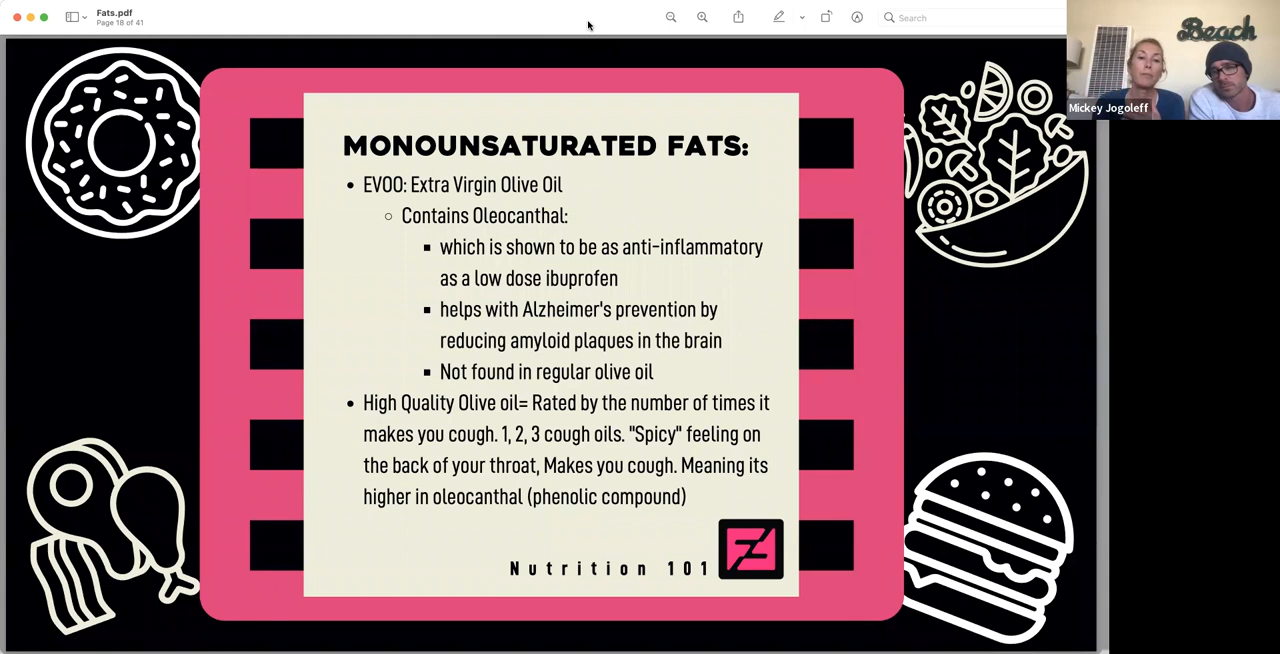 Fats.pdf
Page 18 of 41
Search
Beach
Mickey Jogoleff
MONOUNSATURATED FATS:
• EVOO: Extra Virgin Olive Oil
○ Contains Oleocanthal:
▪ which is shown to be as anti-inflammatory
as a low dose ibuprofen
▪ helps with Alzheimer's prevention by
reducing amyloid plaques in the brain
▪ Not found in regular olive oil
• High Quality Olive oil= Rated by the number of times it
makes you cough. 1, 2, 3 cough oils. "Spicy" feeling on
the back of your throat, Makes you cough. Meaning its
higher in oleocanthal (phenolic compound)
Nutrition 101